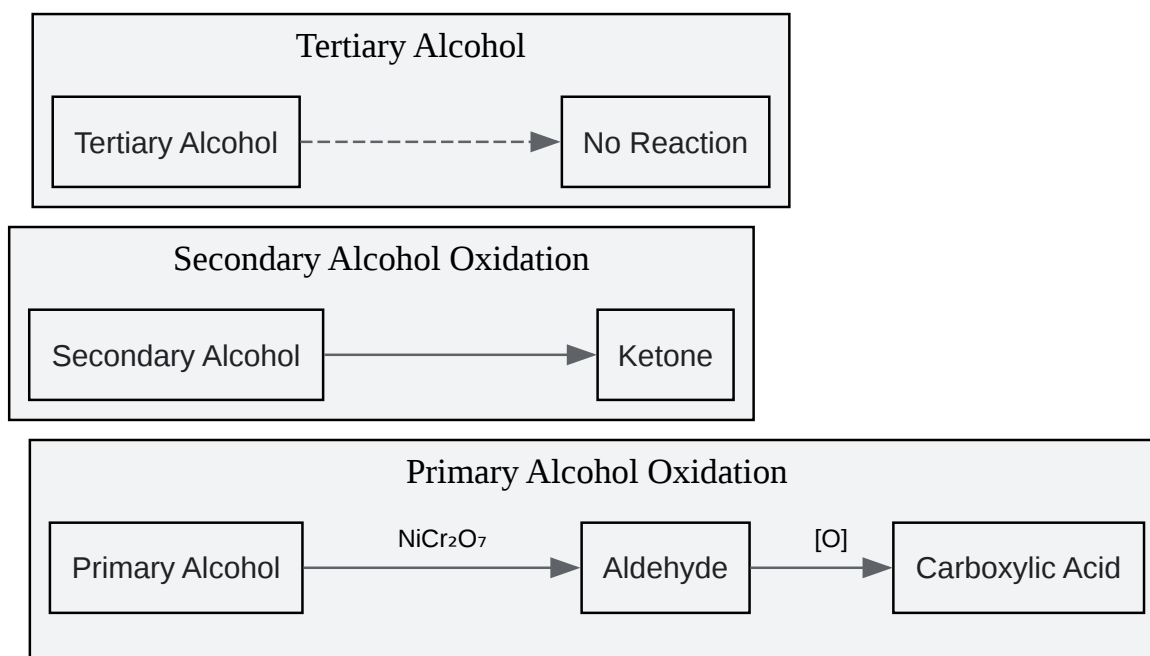 Tertiary Alcohol
Tertiary Alcohol No Reaction
Secondary Alcohol Oxidation
Secondary Alcohol Ketone
Primary Alcohol Oxidation
NiCr₂O₇ [O]
Primary Alcohol Aldehyde Carboxylic Acid